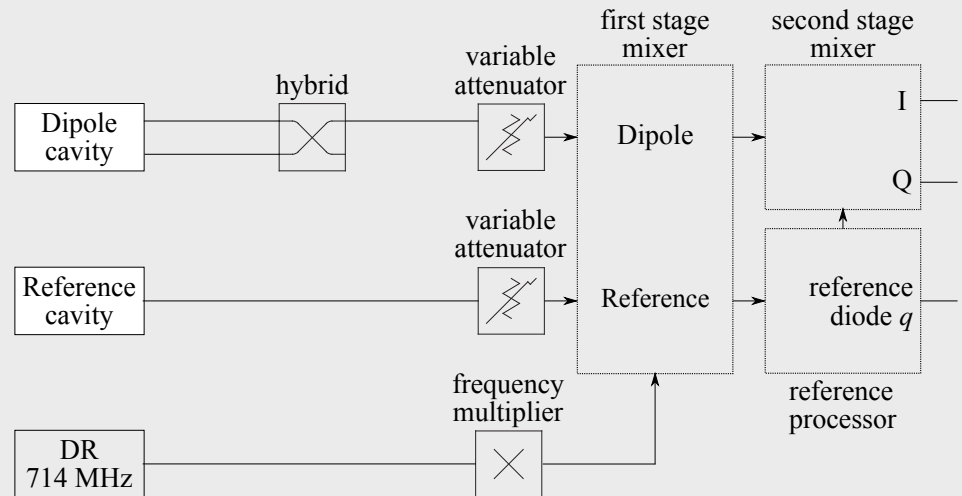 first stage
mixer
second stage
mixer
variable
attenuator
hybrid
Dipole
cavity
Dipole
I
Q
variable
attenuator
Reference
cavity
Reference
reference
diode q
frequency
multiplier
reference
processor
DR
714 MHz